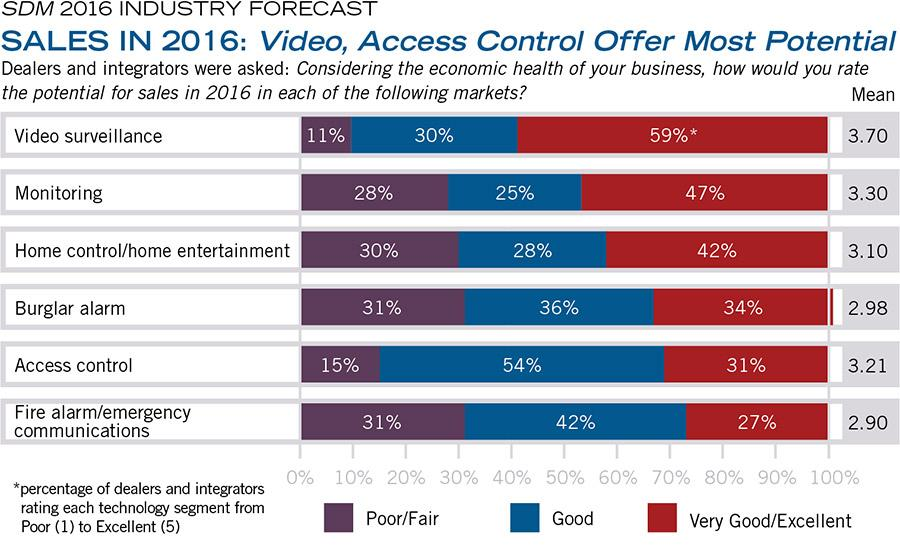 SDM 2016 INDUSTRY FORECAST
SALES IN 2016: Video, Access Control Offer Most Potential
Dealers and integrators were asked: Considering the economic health of your business, how would you rate
the potential for sales in 2016 in each of the following markets?
Mean
Video surveillance 11% 30% 59%* 3.70
Monitoring 28% 25% 47% 3.30
Home control/home entertainment 30% 28% 42% 3.10
Burglar alarm 31% 36% 34% 2.98
Access control 15% 54% 31% 3.21
Fire alarm/emergency
communications 31% 42% 27% 2.90
0% 10% 20% 30% 40% 50% 60% 70% 80% 90% 100%
*percentage of dealers and integrators
rating each technology segment from
Poor (1) to Excellent (5)
Poor/Fair Good Very Good/Excellent